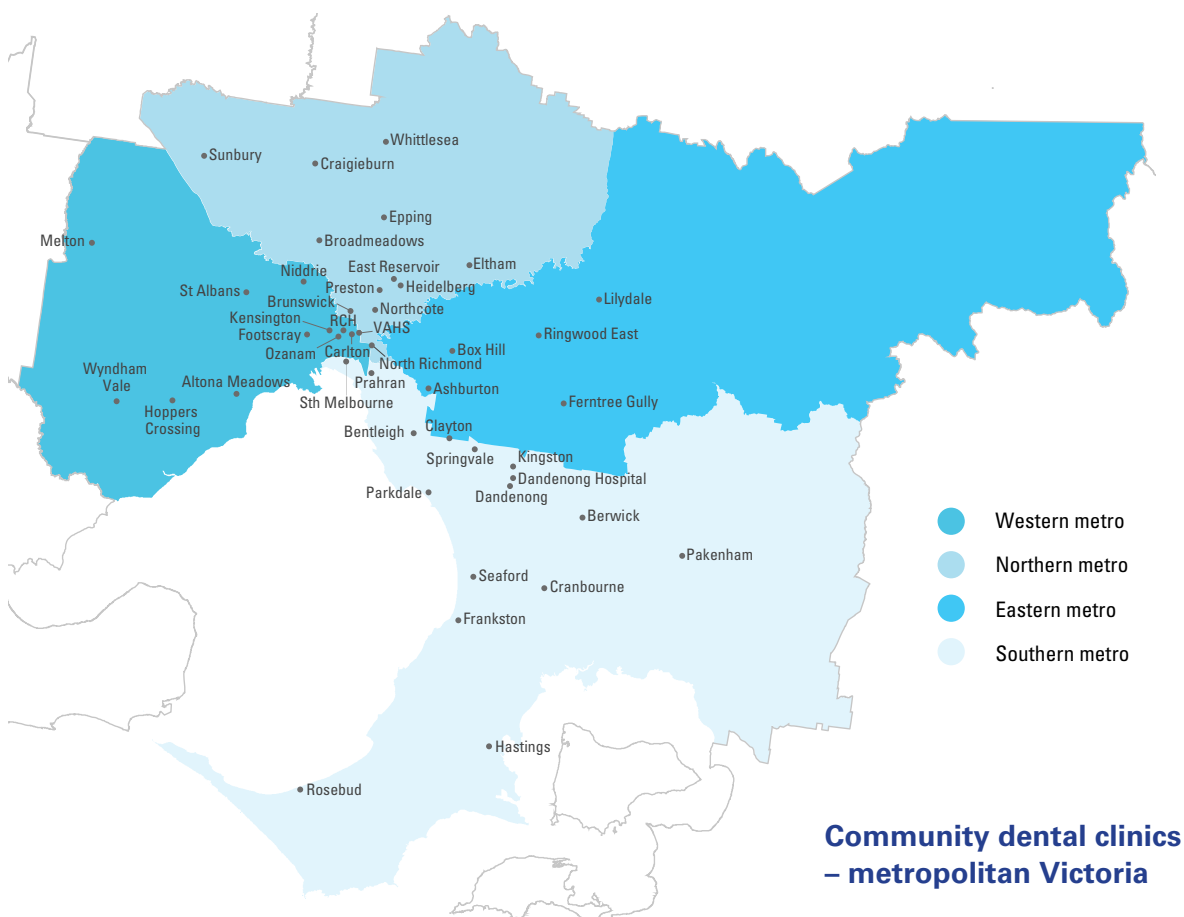 Whittlesea
Sunbury
Craigieburn
Epping
Melton
Broadmeadows
East Reservoir
Eltham
Niddrie
Preston
Heidelberg
St Albans
Brunswick
Northcote
Lilydale
Kensington
RCH
VAHS
Footscray
Ringwood East
Ozanam
Carlton
Box Hill
North Richmond
Wyndham
Vale
Altona Meadows
Prahran
Ashburton
Hoppers
Crossing
Sth Melbourne
Ferntree Gully
Bentleigh
Clayton
Springvale
Kingston
Dandenong Hospital
Parkdale
Dandenong
Berwick
Pakenham
Seaford
Cranbourne
Frankston
Hastings
Rosebud
Western metro
Northern metro
Eastern metro
Southern metro
Community dental clinics
– metropolitan Victoria